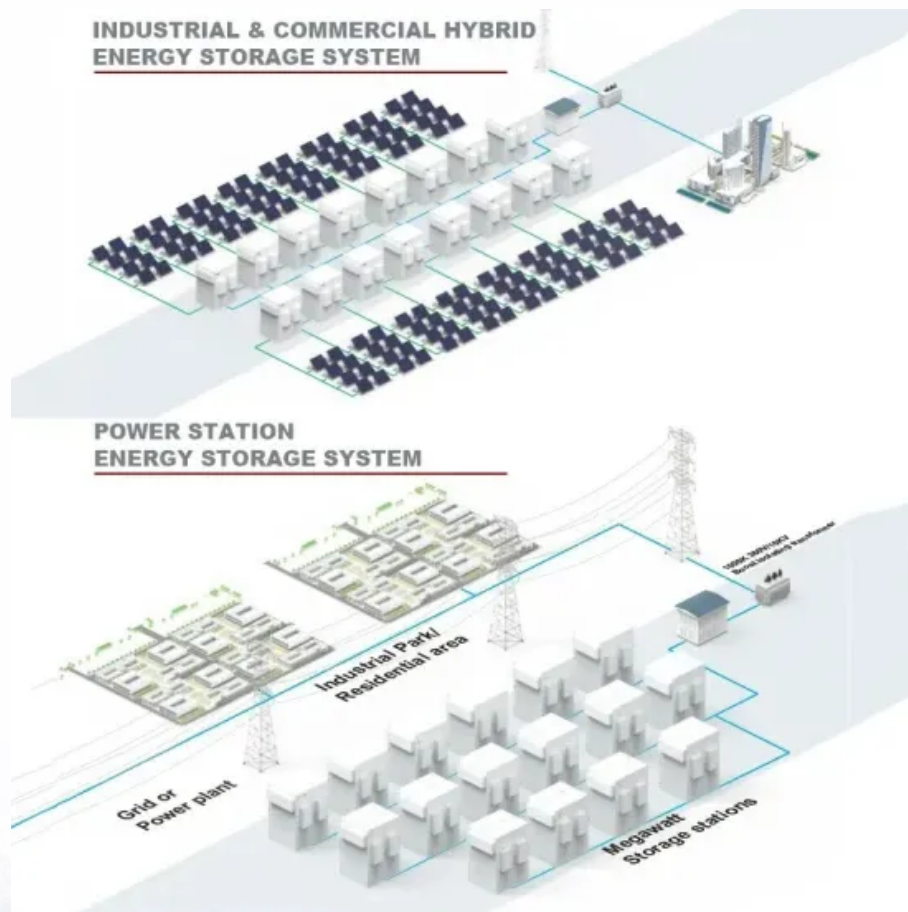 INDUSTRIAL & COMMERCIAL HYBRID
ENERGY STORAGE SYSTEM
POWER STATION
ENERGY STORAGE SYSTEM
Industrial Park/
Residential area
Grid or
Power plant
Megawatt
Storage stations